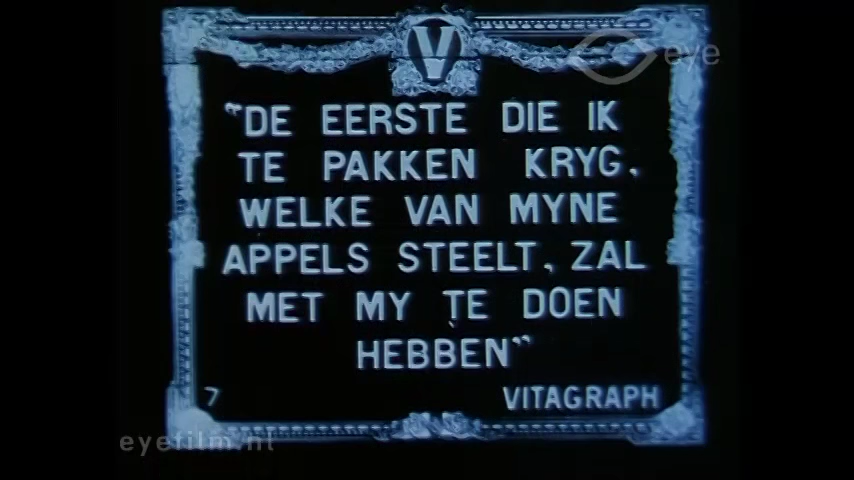 V
eye
"DE EERSTE DIE IK
TE PAKKEN KRYG,
WELKE VAN MYNE
APPELS STEELT, ZAL
MET MY TE DOEN
HEBBEN"
7 VITAGRAPH
eyefilm.nl